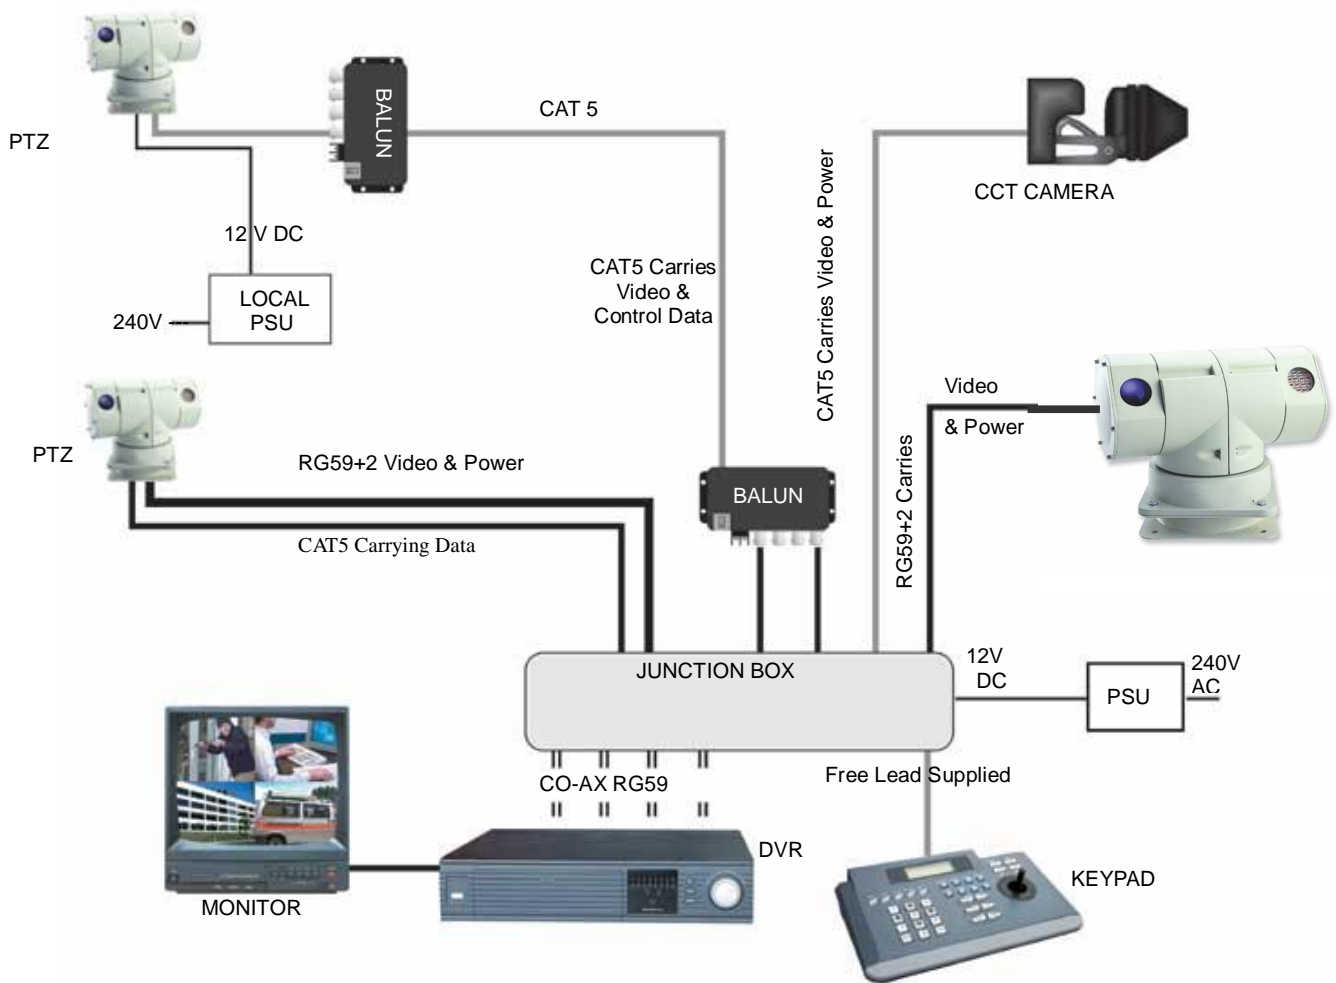 CAT 5
PTZ
BALUN
CCT CAMERA
12 V DC
CAT5 Carries
Video &
Control Data
CAT5 Carries Video & Power
LOCAL
PSU
240V
Video
& Power
PTZ
RG59+2 Video & Power
BALUN
RG59+2 Carries
CAT5 Carrying Data
JUNCTION BOX
12V
DC
PSU
240V
AC
CO-AX RG59
Free Lead Supplied
DVR
KEYPAD
MONITOR